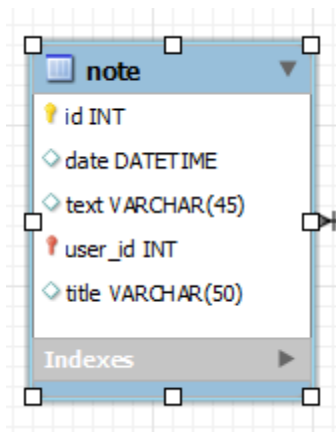 note
id INT
date DATETIME
text VARCHAR(45)
user_id INT
title VARCHAR(50)
Indexes